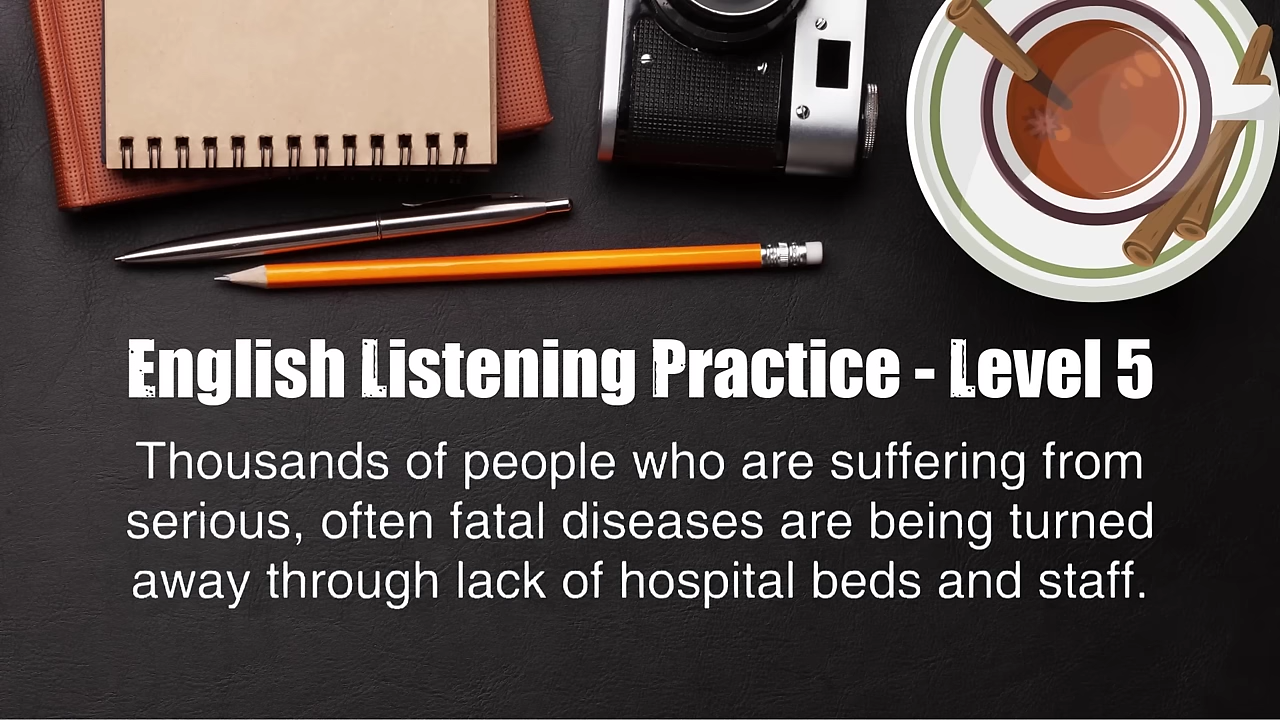 English Listening Practice - Level 5
Thousands of people who are suffering from
serious, often fatal diseases are being turned
away through lack of hospital beds and staff.